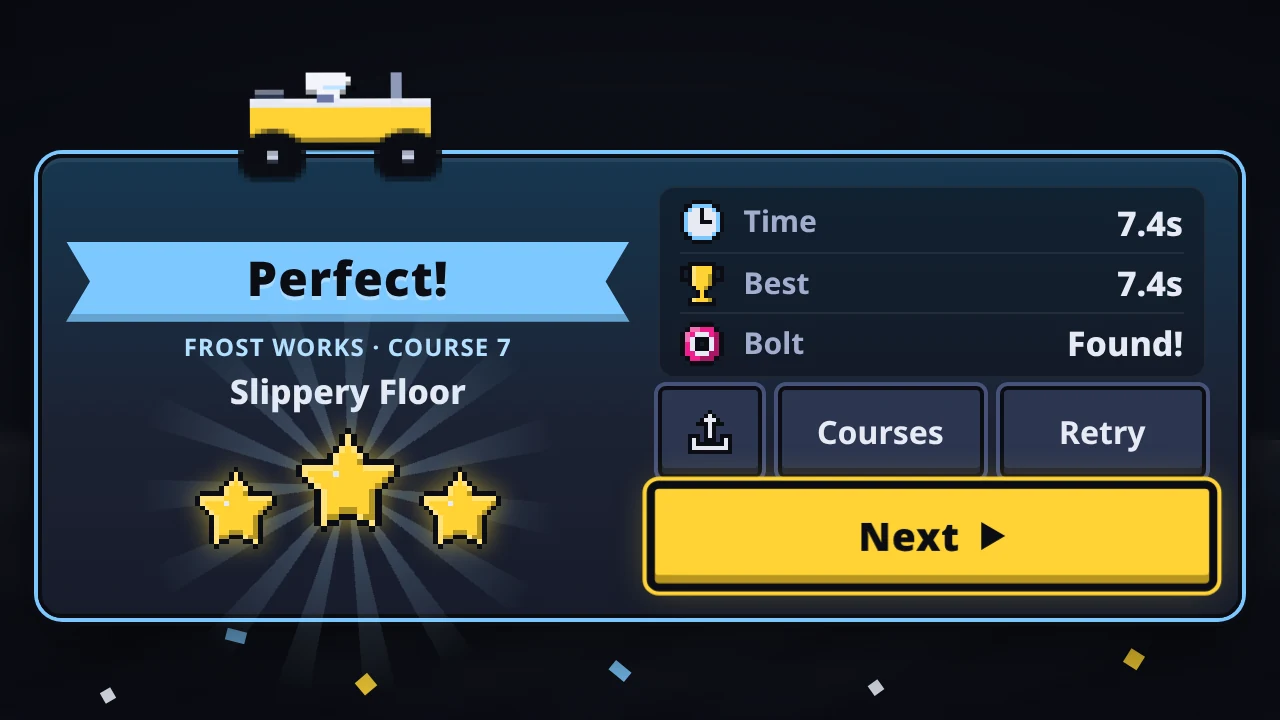 Perfect!
FROST WORKS · COURSE 7
Slippery Floor
Time 7.4s
Best 7.4s
Bolt Found!
Courses
Retry
Next